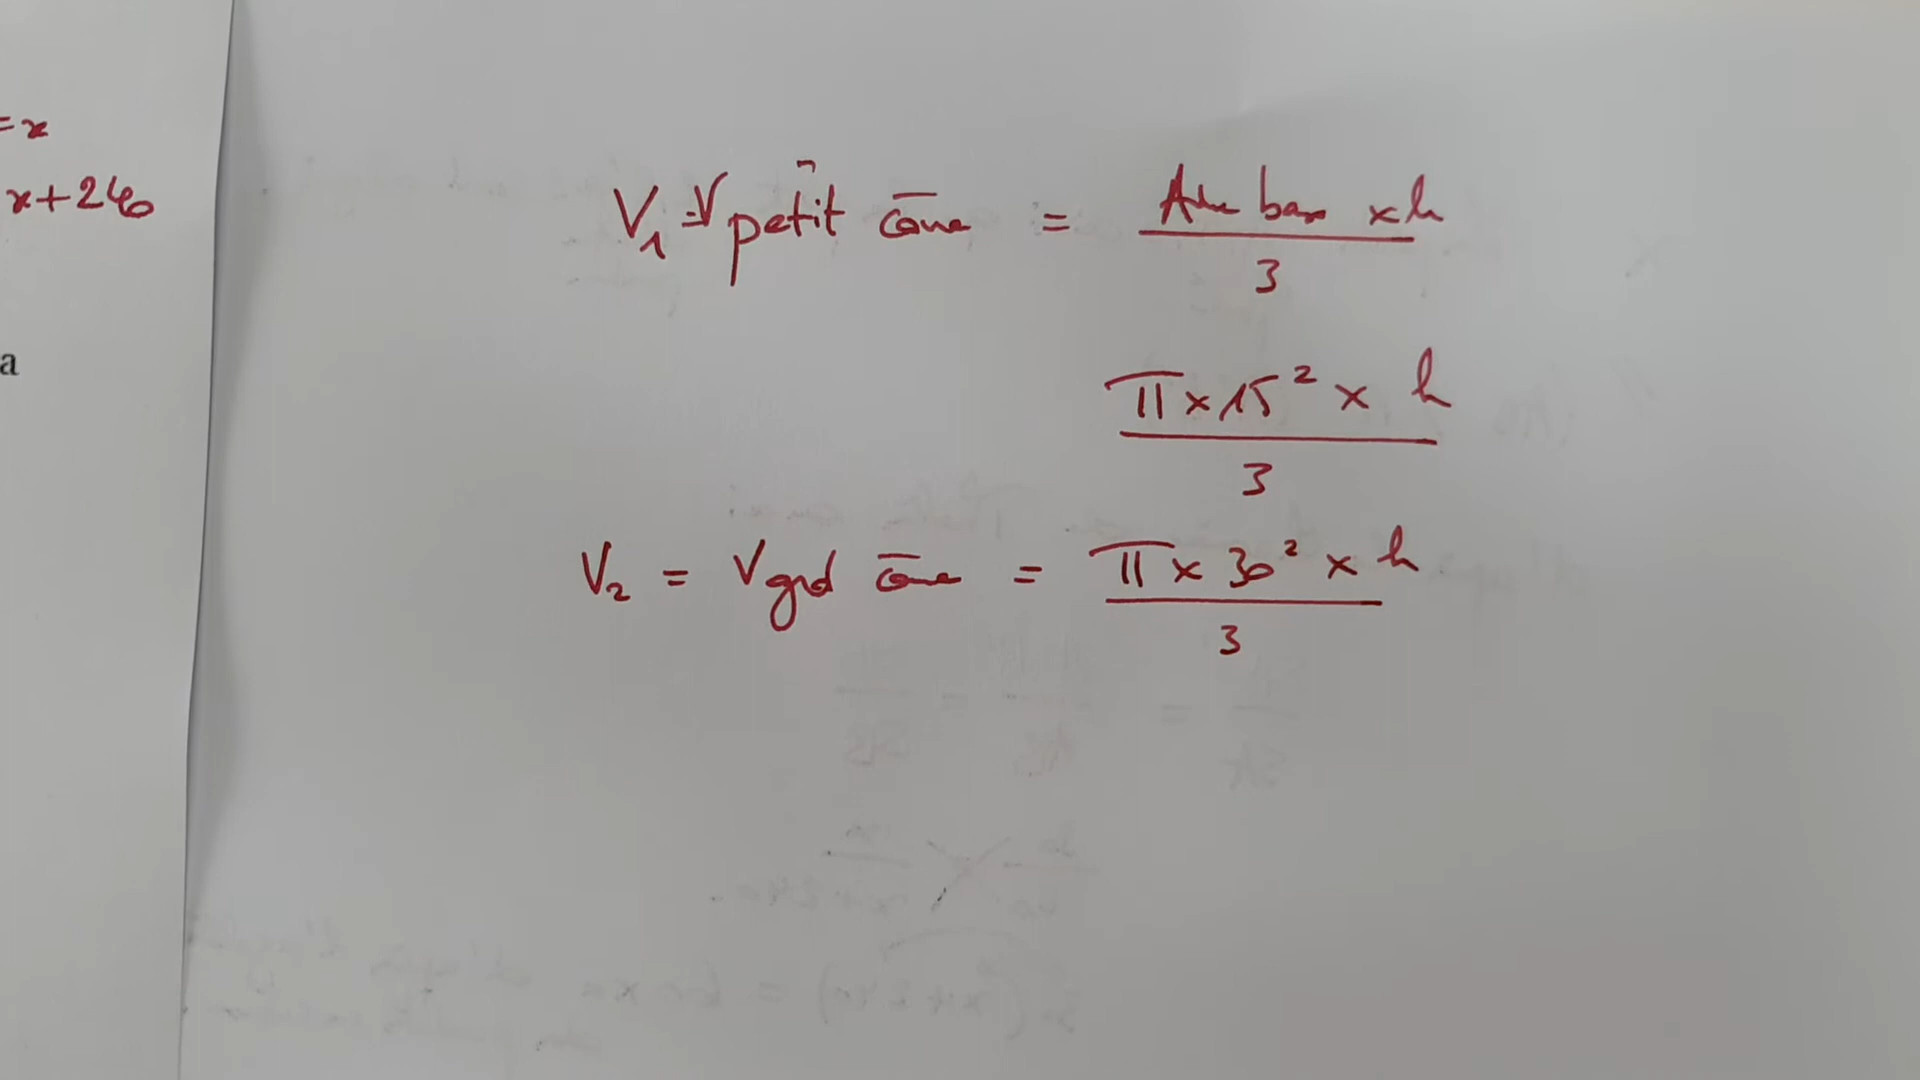 =x
x+240
a
V₁ = V petit cône = Aire base × h
3
π × 15² × h
3
V₂ = V grd cône = π × 30² × h
3